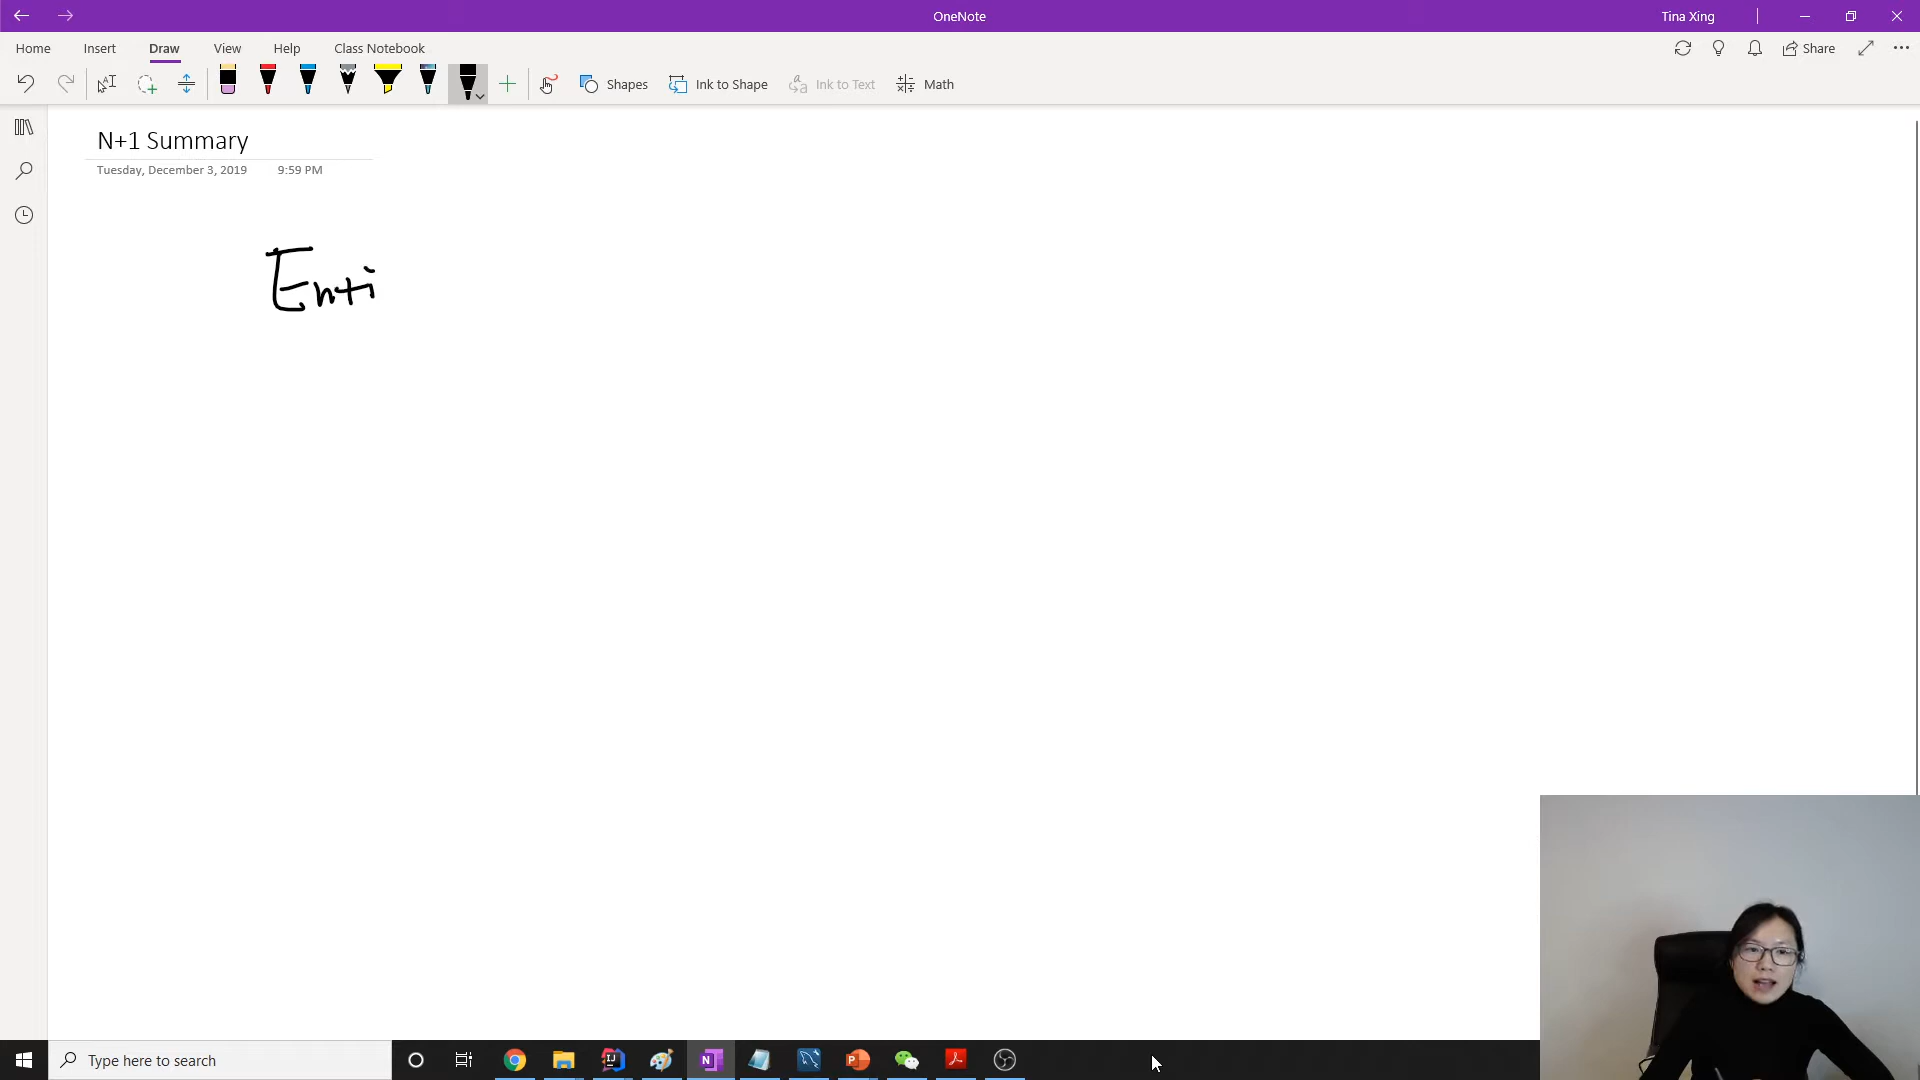 OneNote
Tina Xing
Home Insert Draw View Help Class Notebook
Share
Shapes Ink to Shape Ink to Text Math
N+1 Summary
Tuesday, December 3, 2019 9:59 PM
Enti
Type here to search